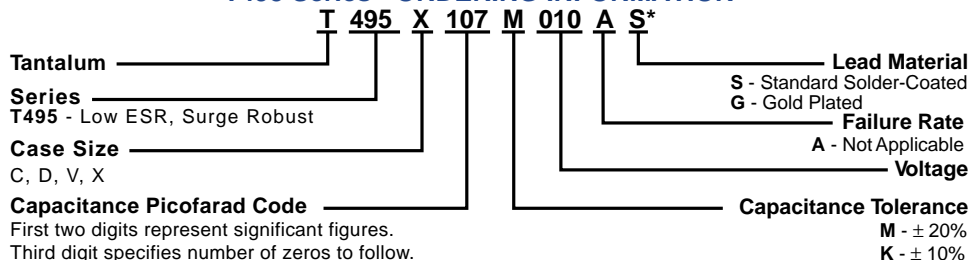 T 495 X 107 M 010 A S*
Tantalum
Series
T495 - Low ESR, Surge Robust
Case Size
C, D, V, X
Capacitance Picofarad Code
First two digits represent significant figures.
Third digit specifies number of zeros to follow.
Lead Material
S - Standard Solder-Coated
G - Gold Plated
Failure Rate
A - Not Applicable
Voltage
Capacitance Tolerance
M - ± 20%
K - ± 10%